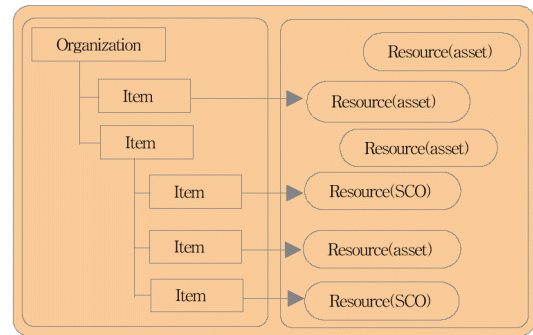 Organization
Resource(asset)
Item
Resource(asset)
Item
Resource(asset)
Item
Resource(SCO)
Item
Resource(asset)
Item
Resource(SCO)